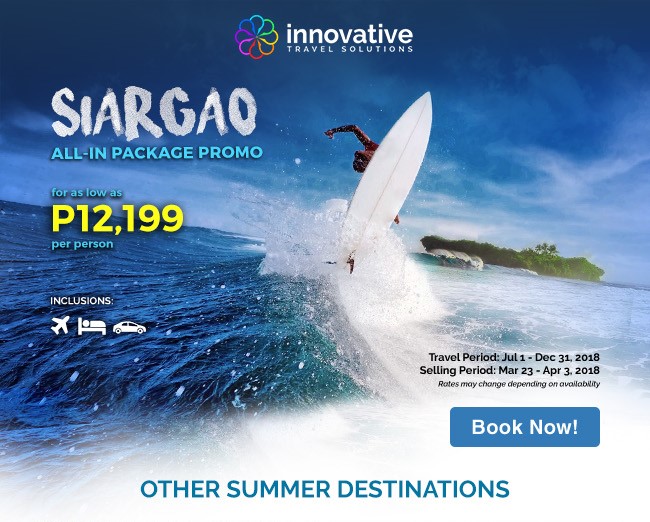 innovative
TRAVEL SOLUTIONS
SIARGAO
ALL-IN PACKAGE PROMO
for as low as
P12,199
per person
INCLUSIONS:
Travel Period: Jul 1 - Dec 31, 2018
Selling Period: Mar 23 - Apr 3, 2018
Rates may change depending on availability
Book Now!
OTHER SUMMER DESTINATIONS